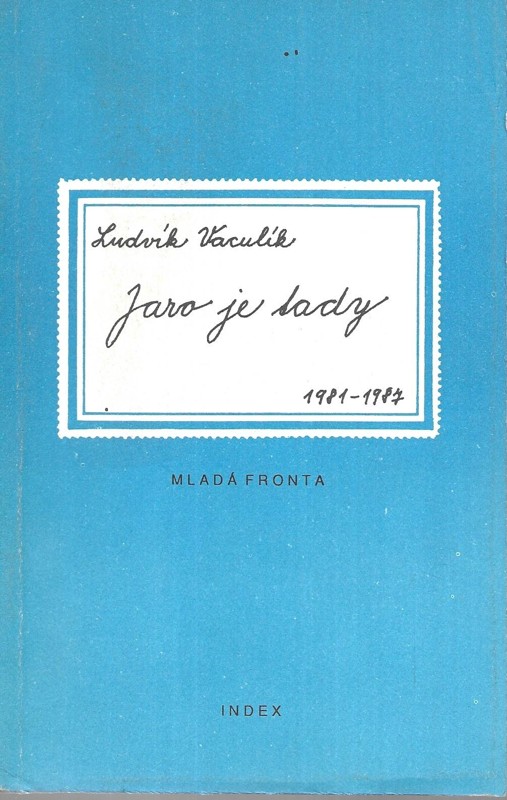 Ludvík Vaculík
Jaro je tady
1981-1987
MLADÁ FRONTA
INDEX